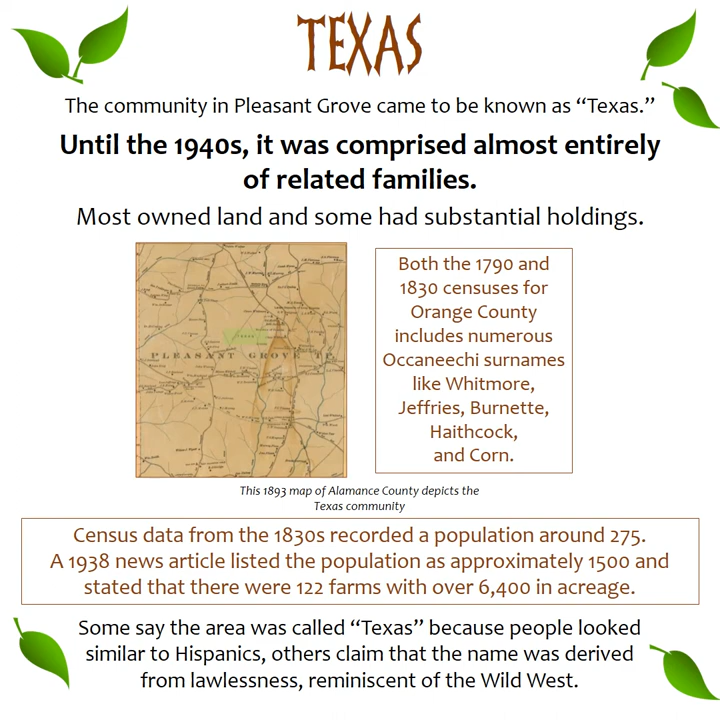 TEXAS
The community in Pleasant Grove came to be known as “Texas.”
Until the 1940s, it was comprised almost entirely
of related families.
Most owned land and some had substantial holdings.
PLEASANT GROVE TP.
Both the 1790 and
1830 censuses for
Orange County
includes numerous
Occaneechi surnames
like Whitmore,
Jeffries, Burnette,
Haithcock,
and Corn.
This 1893 map of Alamance County depicts the
Texas community
Census data from the 1830s recorded a population around 275.
A 1938 news article listed the population as approximately 1500 and
stated that there were 122 farms with over 6,400 in acreage.
Some say the area was called “Texas” because people looked
similar to Hispanics, others claim that the name was derived
from lawlessness, reminiscent of the Wild West.